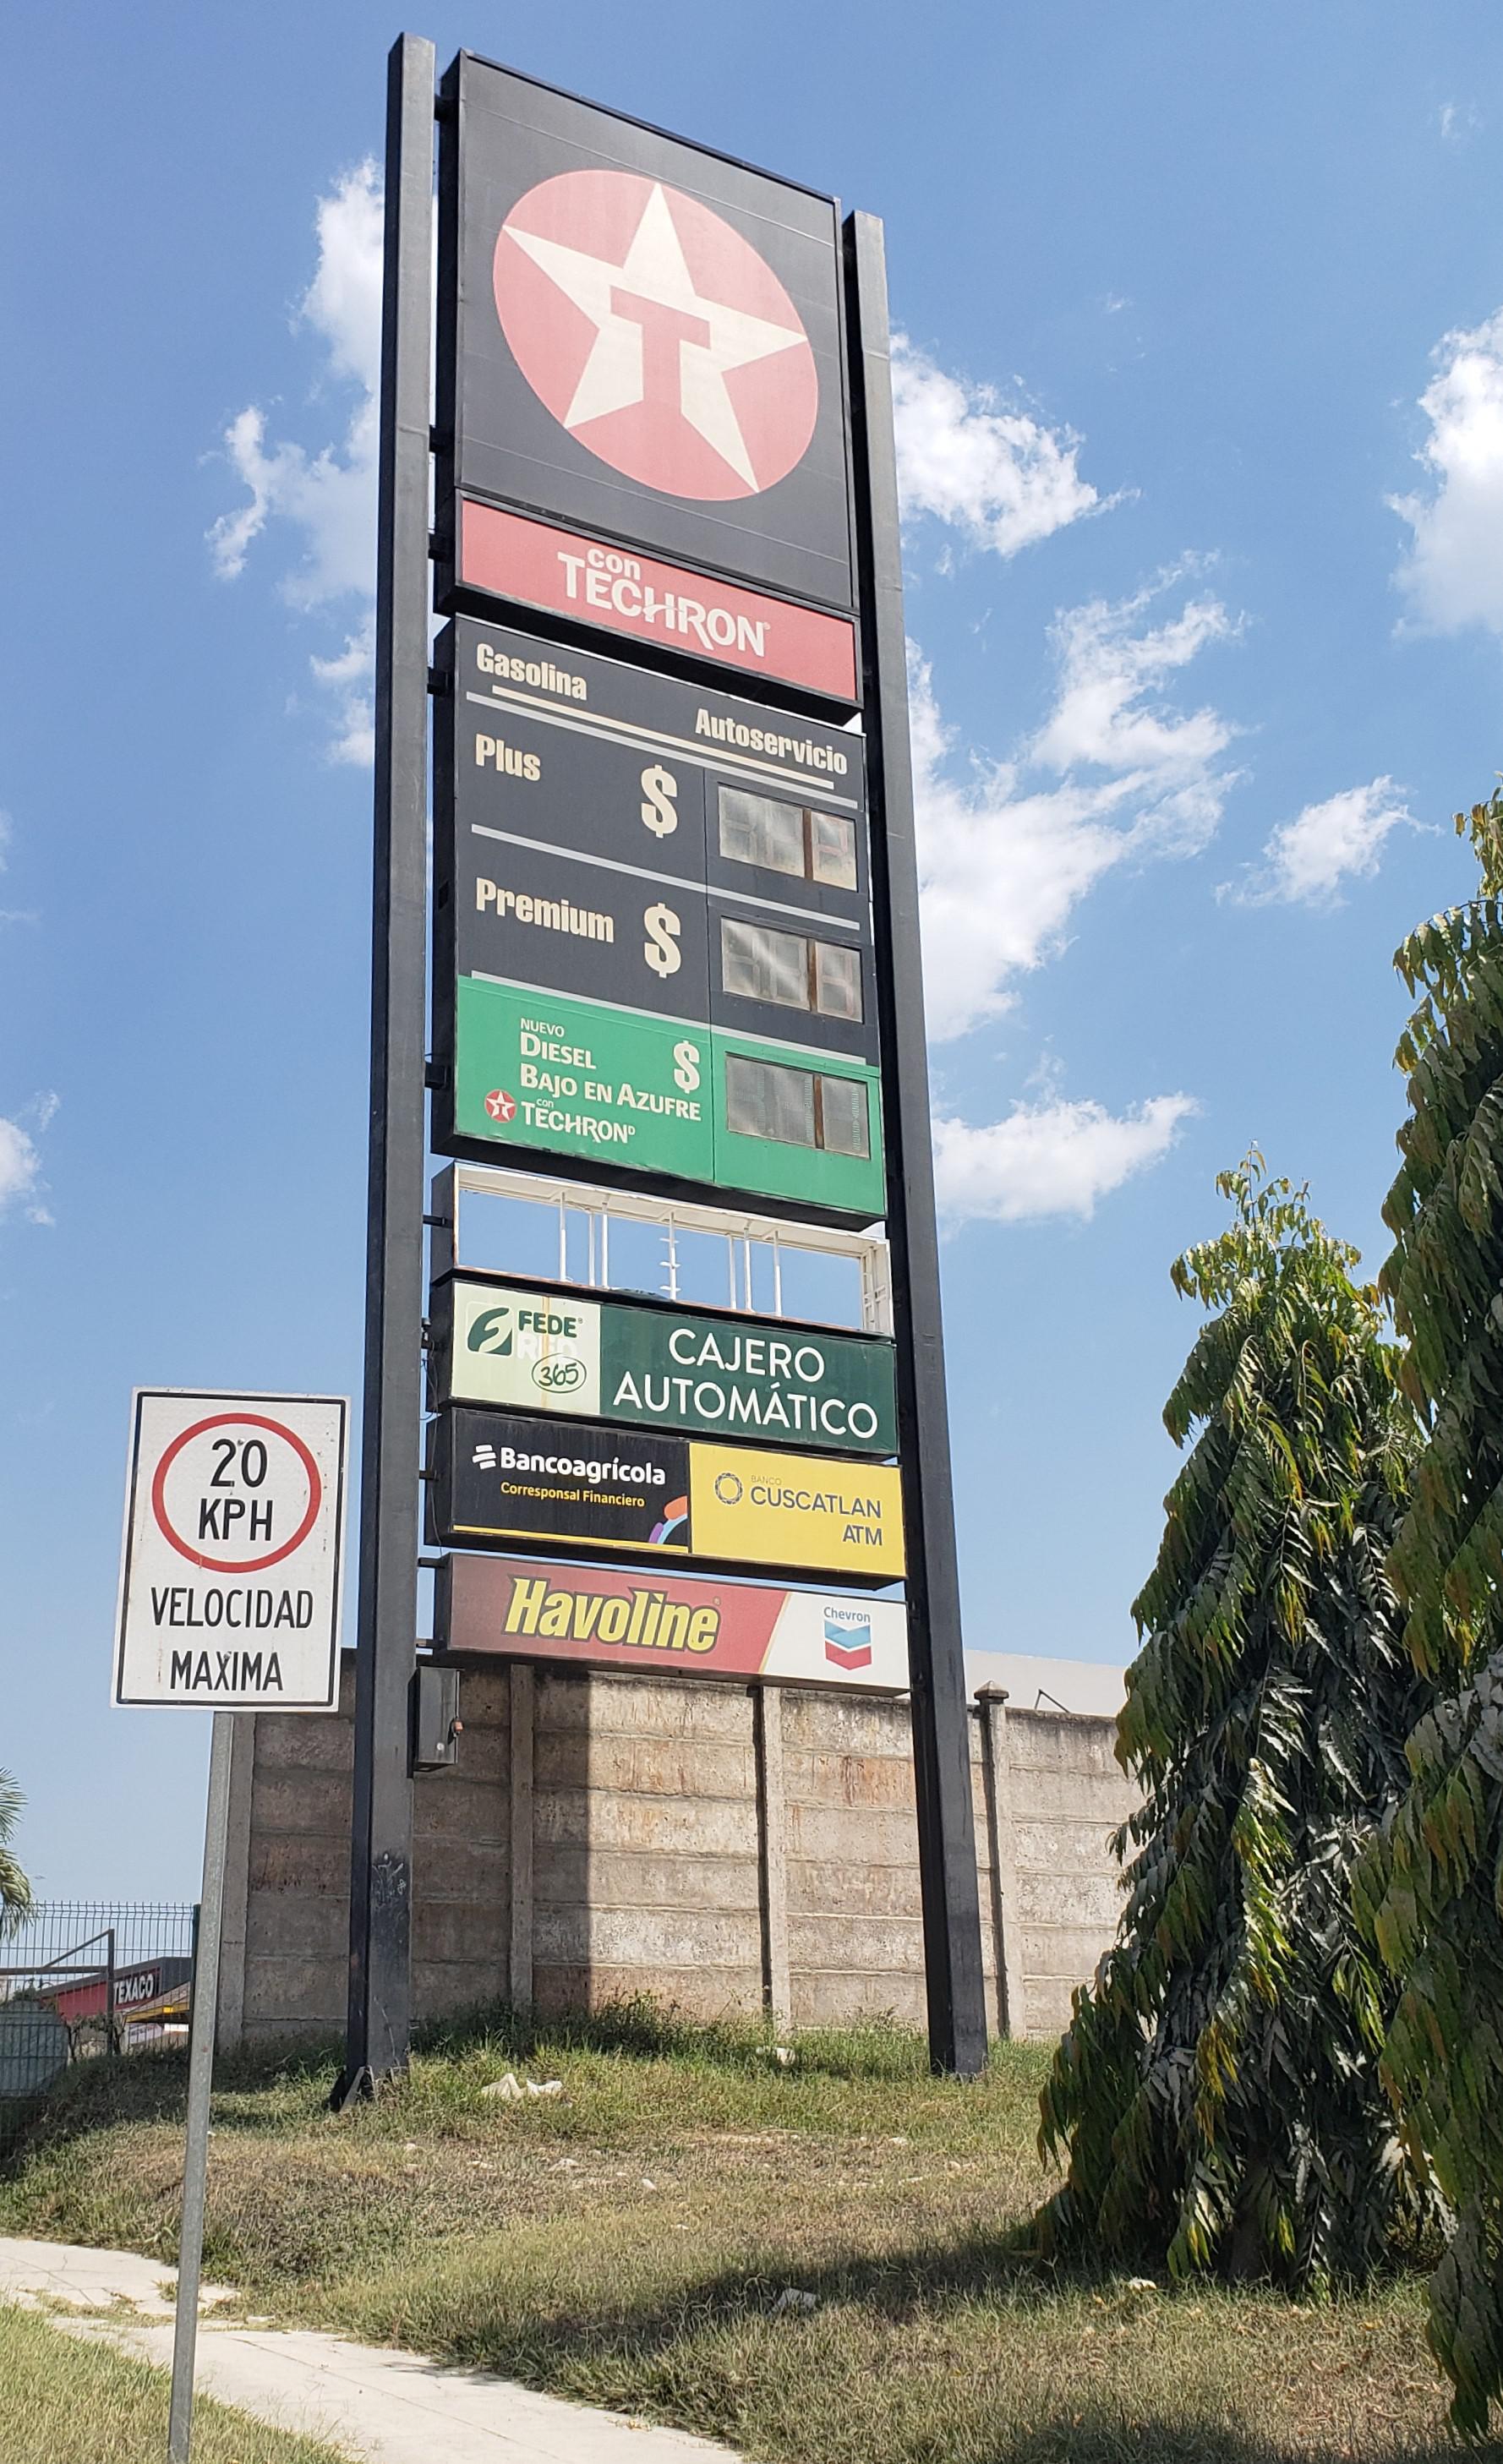 T
con
TECHRON®
Gasolina
Autoservicio
Plus $
Premium $
NUEVO
DIESEL $
BAJO EN AZUFRE
T con
TECHRON D
FEDE®
RED
365
CAJERO
AUTOMÁTICO
Bancoagrícola
Corresponsal Financiero
BANCO
CUSCATLAN
ATM
Havoline
Chevron
20
KPH
VELOCIDAD
MAXIMA
TEXACO